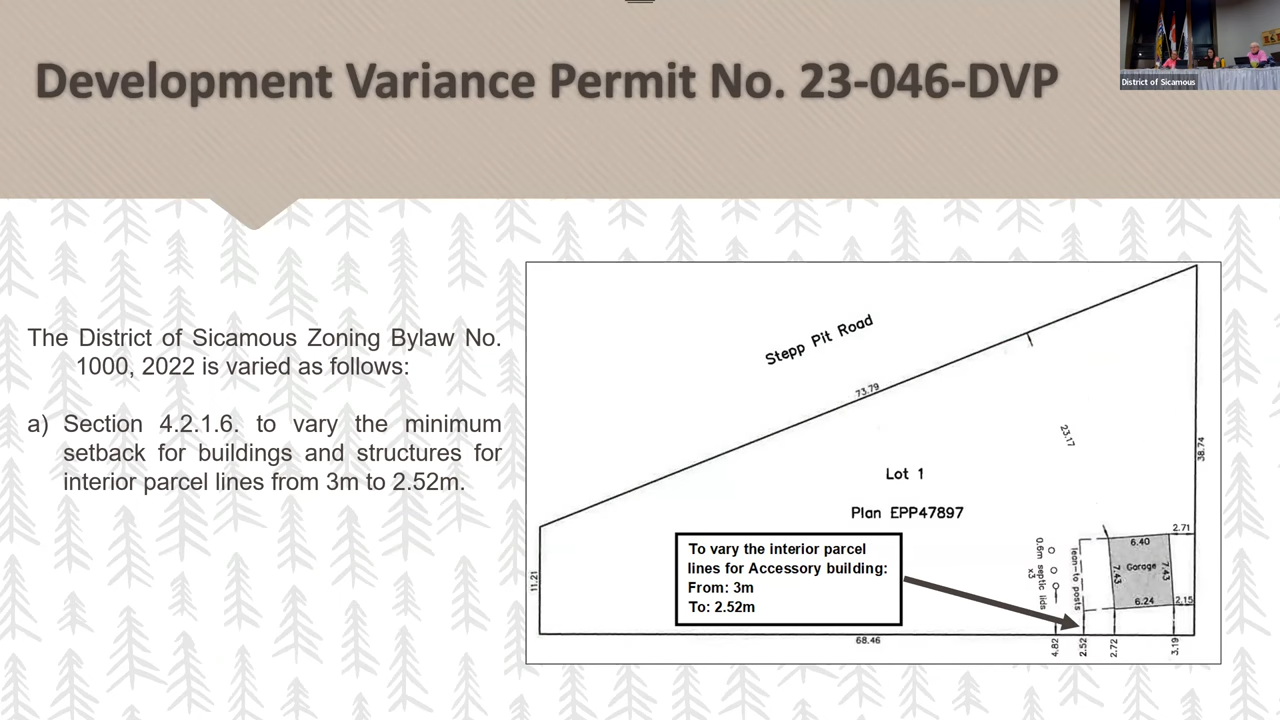 Development Variance Permit No. 23-046-DVP
District of Sicamous
The District of Sicamous Zoning Bylaw No.
1000, 2022 is varied as follows:
a) Section 4.2.1.6. to vary the minimum
setback for buildings and structures for
interior parcel lines from 3m to 2.52m.
Stepp Pit Road
73.79
23.17
38.74
Lot 1
Plan EPP47897
To vary the interior parcel
lines for Accessory building:
From: 3m
To: 2.52m
0.6m septic lids
x3
lean-to posts
2.71
6.40
7.43
Garage
7.43
6.24
2.15
11.21
68.46
4.82
2.52
2.72
3.19